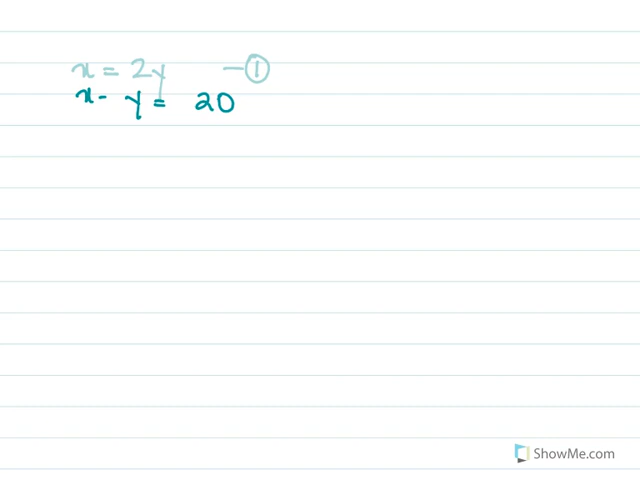 x = 2y —①
x - y = 20
ShowMe.com